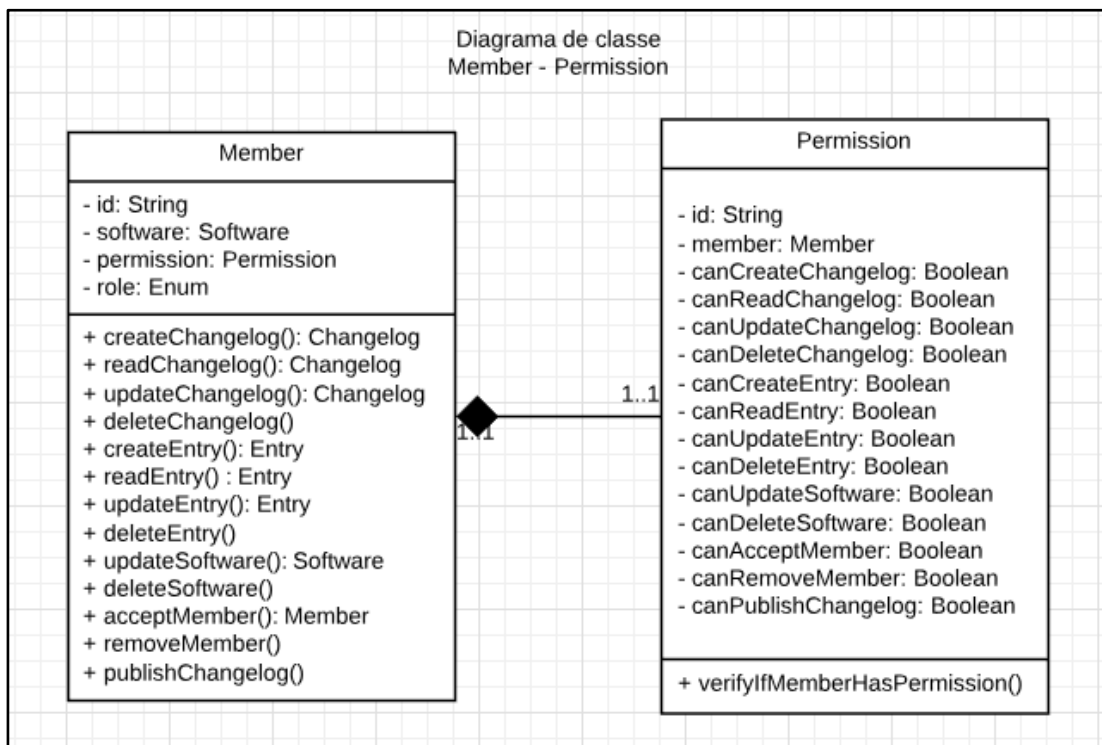 Diagrama de classe
Member - Permission
Member
- id: String
- software: Software
- permission: Permission
- role: Enum
+ createChangelog(): Changelog
+ readChangelog(): Changelog
+ updateChangelog(): Changelog
+ deleteChangelog()
+ createEntry(): Entry
+ readEntry() : Entry
+ updateEntry(): Entry
+ deleteEntry()
+ updateSoftware(): Software
+ deleteSoftware()
+ acceptMember(): Member
+ removeMember()
+ publishChangelog()
1..1
1..1
Permission
- id: String
- member: Member
- canCreateChangelog: Boolean
- canReadChangelog: Boolean
- canUpdateChangelog: Boolean
- canDeleteChangelog: Boolean
- canCreateEntry: Boolean
- canReadEntry: Boolean
- canUpdateEntry: Boolean
- canDeleteEntry: Boolean
- canUpdateSoftware: Boolean
- canDeleteSoftware: Boolean
- canAcceptMember: Boolean
- canRemoveMember: Boolean
- canPublishChangelog: Boolean
+ verifyIfMemberHasPermission()